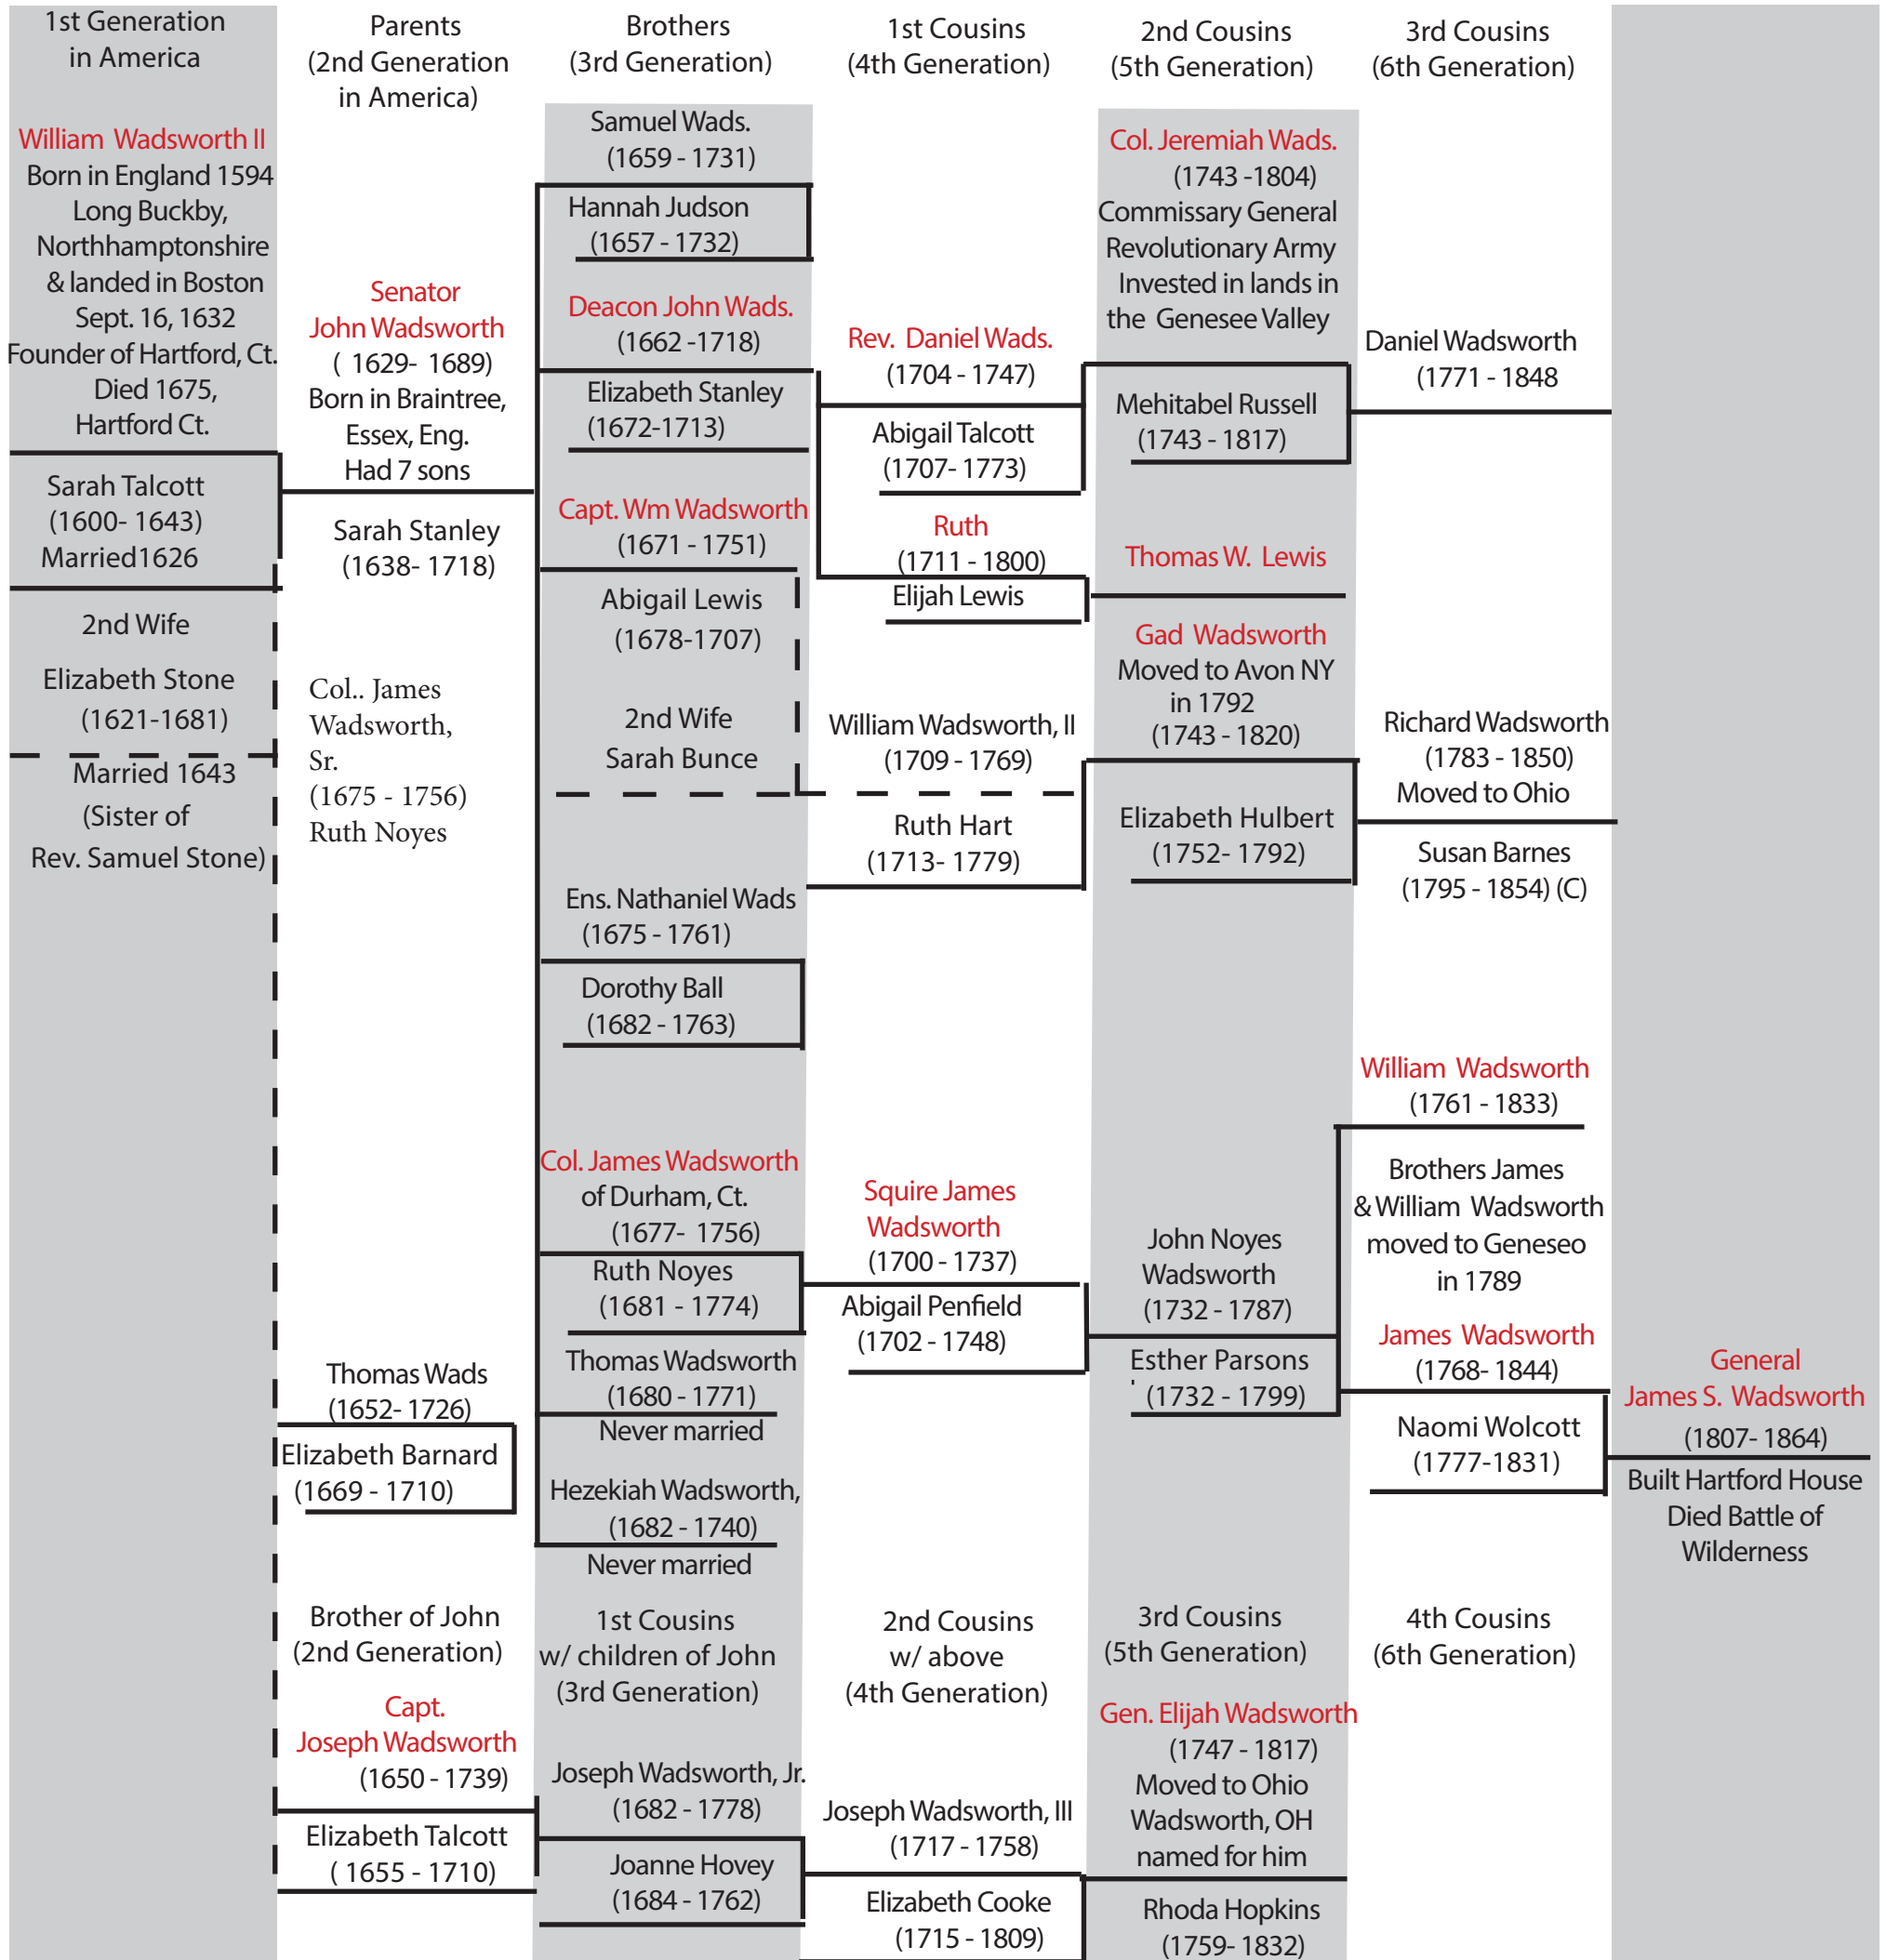 1st Generation
in America
William Wadsworth II
Born in England 1594
Long Buckby,
Northhamptonshire
& landed in Boston
Sept. 16, 1632
Founder of Hartford, Ct.
Died 1675,
Hartford Ct.
Sarah Talcott
(1600- 1643)
Married1626
2nd Wife
Elizabeth Stone
(1621-1681)
Married 1643
(Sister of
Rev. Samuel Stone)
Parents
(2nd Generation
in America)
Senator
John Wadsworth
( 1629- 1689)
Born in Braintree,
Essex, Eng.
Had 7 sons
Sarah Stanley
(1638- 1718)
Col.. James
Wadsworth,
Sr.
(1675 - 1756)
Ruth Noyes
Thomas Wads
(1652- 1726)
Elizabeth Barnard
(1669 - 1710)
Brother of John
(2nd Generation)
Capt.
Joseph Wadsworth
(1650 - 1739)
Elizabeth Talcott
( 1655 - 1710)
Brothers
(3rd Generation)
Samuel Wads.
(1659 - 1731)
Hannah Judson
(1657 - 1732)
Deacon John Wads.
(1662 -1718)
Elizabeth Stanley
(1672-1713)
Capt. Wm Wadsworth
(1671 - 1751)
Abigail Lewis
(1678-1707)
2nd Wife
Sarah Bunce
Ens. Nathaniel Wads
(1675 - 1761)
Dorothy Ball
(1682 - 1763)
Col. James Wadsworth
of Durham, Ct.
(1677- 1756)
Ruth Noyes
(1681 - 1774)
Thomas Wadsworth
(1680 - 1771)
Never married
Hezekiah Wadsworth,
(1682 - 1740)
Never married
1st Cousins
w/ children of John
(3rd Generation)
Joseph Wadsworth, Jr.
(1682 - 1778)
Joanne Hovey
(1684 - 1762)
1st Cousins
(4th Generation)
Rev. Daniel Wads.
(1704 - 1747)
Abigail Talcott
(1707- 1773)
Ruth
(1711 - 1800)
Elijah Lewis
William Wadsworth, II
(1709 - 1769)
Ruth Hart
(1713- 1779)
Squire James
Wadsworth
(1700 - 1737)
Abigail Penfield
(1702 - 1748)
2nd Cousins
w/ above
(4th Generation)
Joseph Wadsworth, III
(1717 - 1758)
Elizabeth Cooke
(1715 - 1809)
2nd Cousins
(5th Generation)
Col. Jeremiah Wads.
(1743 -1804)
Commissary General
Revolutionary Army
Invested in lands in
the Genesee Valley
Mehitabel Russell
(1743 - 1817)
Thomas W. Lewis
Gad Wadsworth
Moved to Avon NY
in 1792
(1743 - 1820)
Elizabeth Hulbert
(1752- 1792)
John Noyes
Wadsworth
(1732 - 1787)
Esther Parsons
' (1732 - 1799)
3rd Cousins
(5th Generation)
Gen. Elijah Wadsworth
(1747 - 1817)
Moved to Ohio
Wadsworth, OH
named for him
Rhoda Hopkins
(1759- 1832)
3rd Cousins
(6th Generation)
Daniel Wadsworth
(1771 - 1848
Richard Wadsworth
(1783 - 1850)
Moved to Ohio
Susan Barnes
(1795 - 1854) (C)
William Wadsworth
(1761 - 1833)
Brothers James
& William Wadsworth
moved to Geneseo
in 1789
James Wadsworth
(1768- 1844)
Naomi Wolcott
(1777-1831)
4th Cousins
(6th Generation)
General
James S. Wadsworth
(1807- 1864)
Built Hartford House
Died Battle of
Wilderness